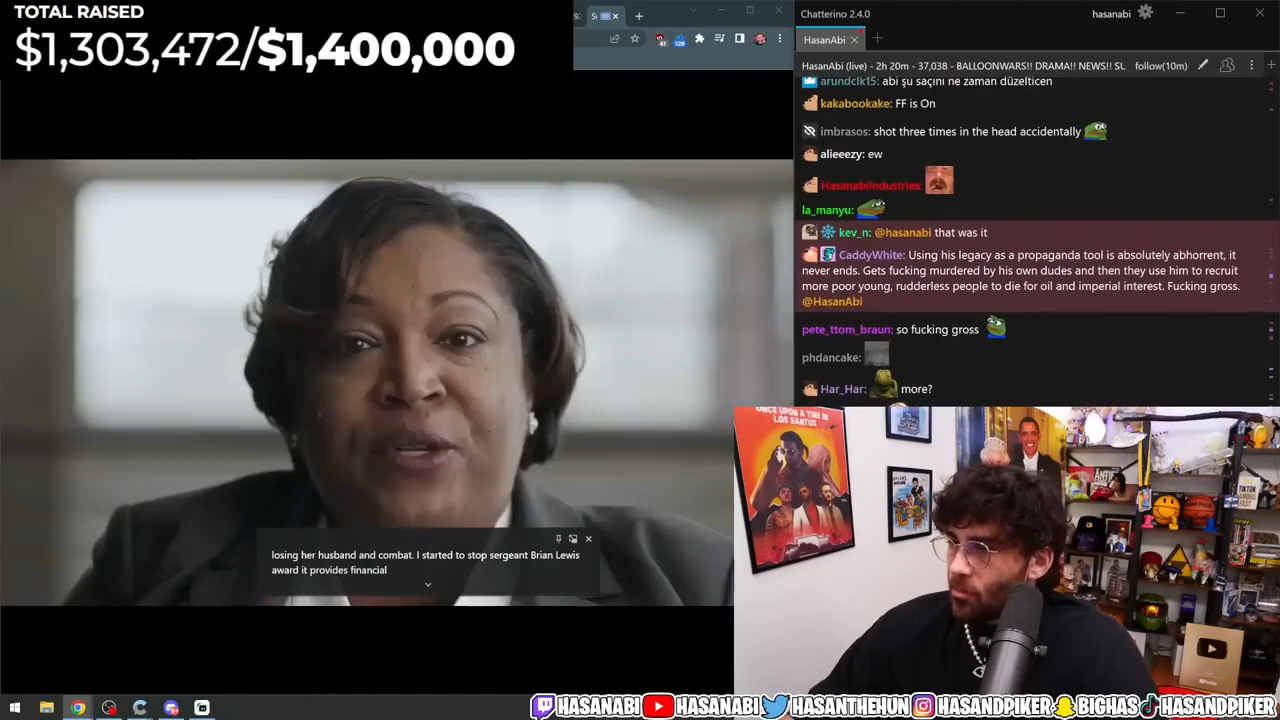 TOTAL RAISED
$1,303,472/$1,400,000
Chatterino 2.4.0
hasanabi
HasanAbi
HasanAbi (live) - 2h 20m - 37,038 - BALLOONWARS!! DRAMA!! NEWS!! SL
follow(10m)
arundclk15: abi şu saçını ne zaman düzelticen
kakabookake: FF is On
imbrasos: shot three times in the head accidentally
alieeezy: ew
HasanabiIndustries:
la_manyu:
kev_n: @hasanabi that was it
CaddyWhite: Using his legacy as a propaganda tool is absolutely abhorrent, it
never ends. Gets fucking murdered by his own dudes and then they use him to recruit
more poor young, rudderless people to die for oil and imperial interest. Fucking gross.
@HasanAbi
pete_ttom_braun: so fucking gross
phdancake:
Har_Har: more?
losing her husband and combat. I started to stop sergeant Brian Lewis
award it provides financial
ONCE UPON A TIME IN
LOS SANTOS
HASANABI HASANABI HASANTHEHUN HASANDPIKER BIGHAS HASANDPIKER